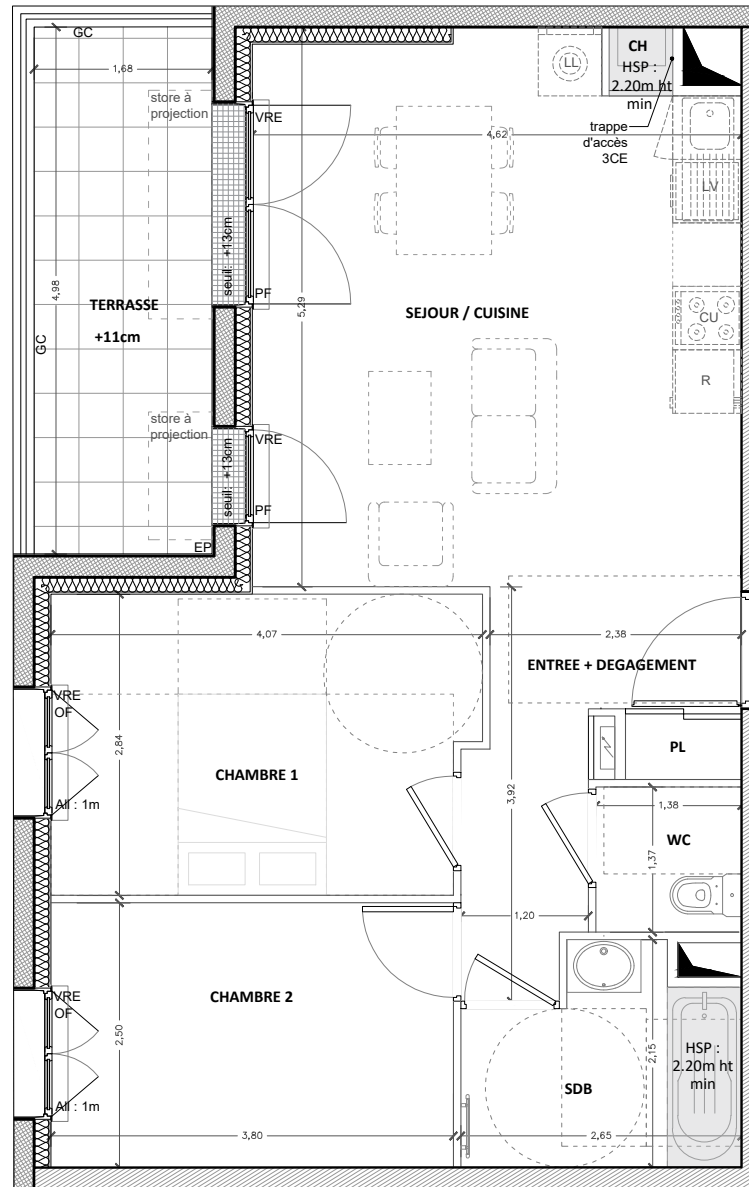 GC
1,68
store à
projection
VRE
LL
CH
HSP :
2.20m ht
min
trappe
d'accès
3CE
4,62
LV
seuil: +13cm
4,98
GC
TERRASSE
+11cm
PF
5,29
SEJOUR / CUISINE
CU
R
store à
projection
VRE
seuil: +13cm
PF
EP
4,07
2,38
ENTREE + DEGAGEMENT
VRE
OF
2,84
CHAMBRE 1
PL
All : 1m
3,92
1,38
WC
1,37
1,20
CHAMBRE 2
VRE
OF
2,50
All : 1m
2,15
HSP :
2.20m ht
min
SDB
3,80
2,65